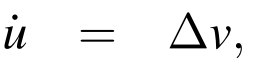 u̇ = Δv,